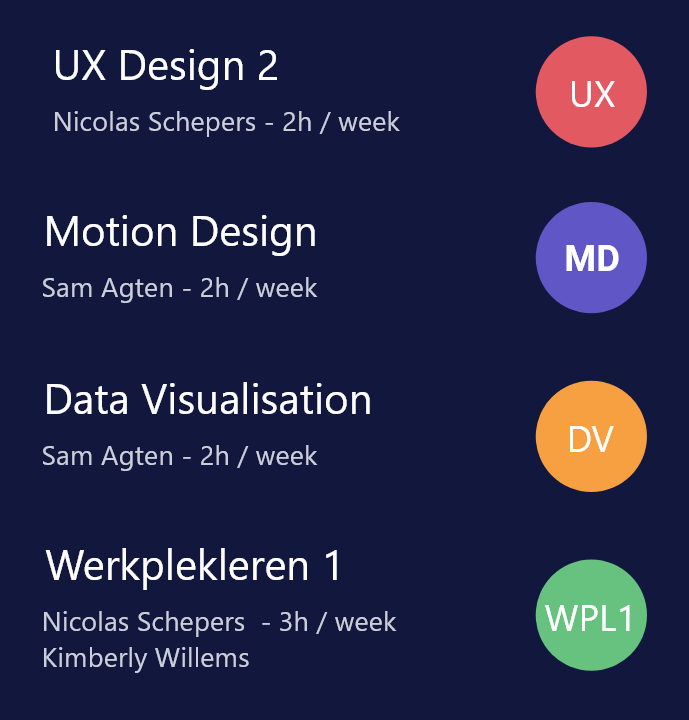 UX Design 2
UX
Nicolas Schepers - 2h / week
Motion Design
MD
Sam Agten - 2h / week
Data Visualisation
DV
Sam Agten - 2h / week
Werkplekleren 1
WPL1
Nicolas Schepers  - 3h / week
Kimberly Willems